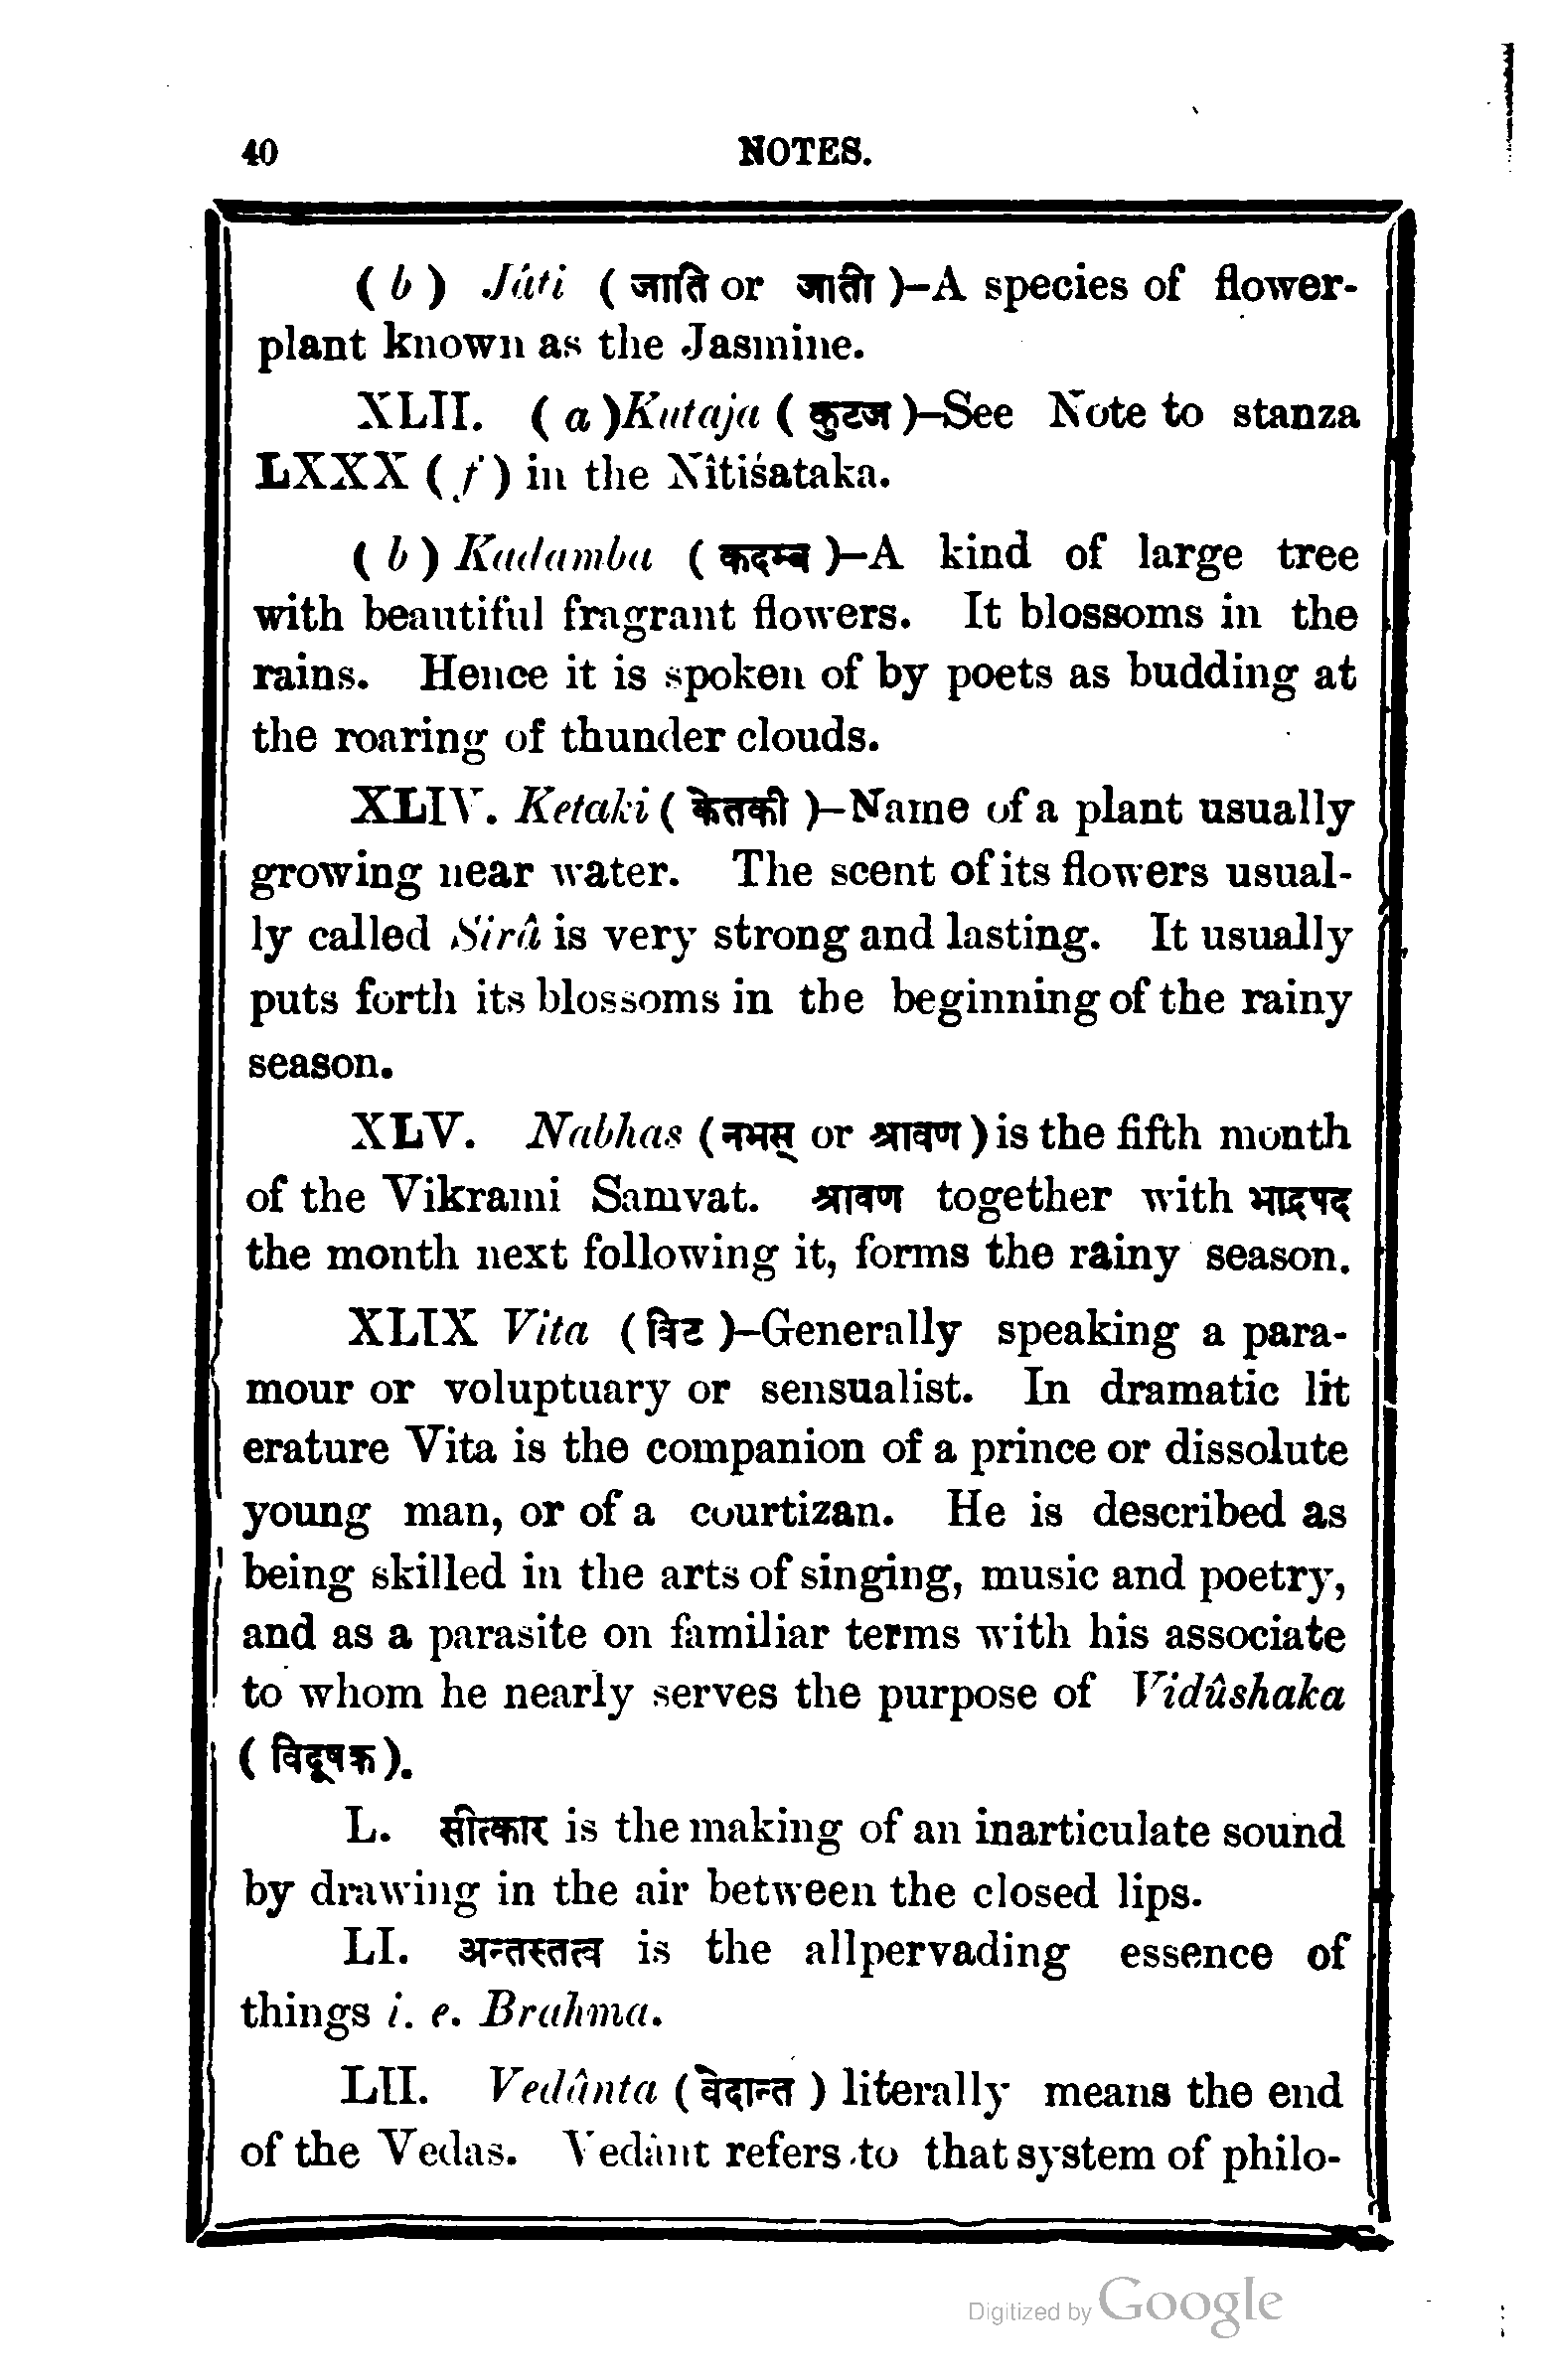 40 NOTES.
( b ) Jâti ( जाति or जाती )-A species of flower-
plant known as the Jasmine.
XLII. ( a )Kutaja ( कुटज )-See Note to stanza
LXXX ( f ) in the Nîtiśataka.
( b ) Kadamba ( कदम्ब )-A kind of large tree
with beautiful fragrant flowers. It blossoms in the
rains. Hence it is spoken of by poets as budding at
the roaring of thunder clouds.
XLIV. Ketaki ( केतकी )-Name of a plant usually
growing near water. The scent of its flowers usual-
ly called Sirâ is very strong and lasting. It usually
puts forth its blossoms in the beginning of the rainy
season.
XLV. Nabhas (नभस् or श्रावण ) is the fifth month
of the Vikrami Samvat. श्रावण together with भाद्रपद
the month next following it, forms the rainy season.
XLIX Vita ( विट )-Generally speaking a para-
mour or voluptuary or sensualist. In dramatic lit
erature Vita is the companion of a prince or dissolute
young man, or of a courtizan. He is described as
being skilled in the arts of singing, music and poetry,
and as a parasite on familiar terms with his associate
to whom he nearly serves the purpose of Vidûshaka
( विदूषक ).
L. सीत्कार is the making of an inarticulate sound
by drawing in the air between the closed lips.
LI. अन्तस्तत्व is the allpervading essence of
things i. e. Brahma.
LII. Vedânta ( वेदान्त ) literally means the end
of the Vedas. Vedânt refers to that system of philo-
Digitized by Google